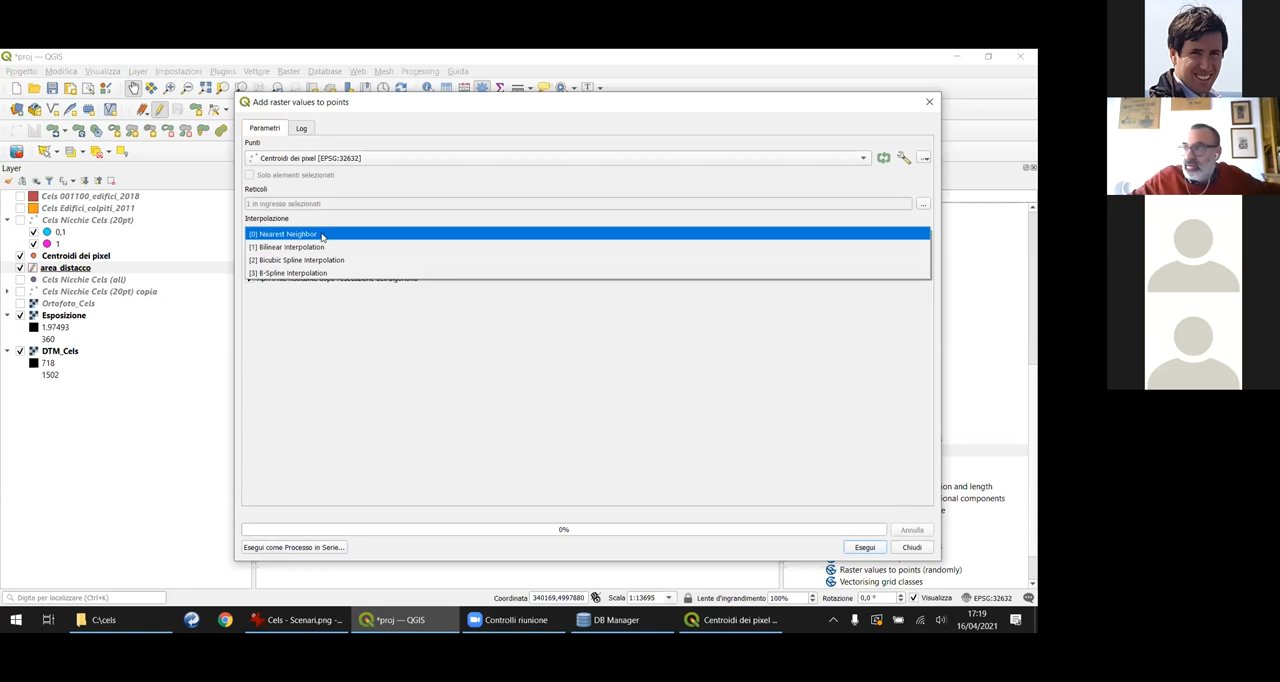 *proj — QGIS
Progetto Modifica Visualizza Layer Impostazioni Plugins Vettore Raster Database Web Mesh Processing Guida
Add raster values to points
Parametri Log
Punti
Centroidi dei pixel [EPSG:32632]
Solo elementi selezionati
Reticoli
1 in ingresso selezionati
Interpolazione
[0] Nearest Neighbor
[1] Bilinear Interpolation
[2] Bicubic Spline Interpolation
[3] B-Spline Interpolation
0%
Annulla
Esegui come Processo in Serie...
Esegui
Chiudi
Layer
Cels 001100_edifici_2018
Cels Edifici_colpiti_2011
Cels Nicchie Cels (20pt)
0,1
1
Centroidi dei pixel
area_distacco
Cels Nicchie Cels (all)
Cels Nicchie Cels (20pt) copia
Ortofoto_Cels
Esposizione
1.97493
360
DTM_Cels
718
1502
ion and length
ional components
Raster values to points (randomly)
Vectorising grid classes
Digita per localizzare (Ctrl+K)
Coordinata 340169,4997880 Scala 1:13695 Lente d'ingrandimento 100% Rotazione 0,0 ° Visualizza EPSG:32632
C:\cels
Cels - Scenari.png -...
*proj — QGIS
Controlli riunione
DB Manager
Centroidi dei pixel ...
17:19
16/04/2021